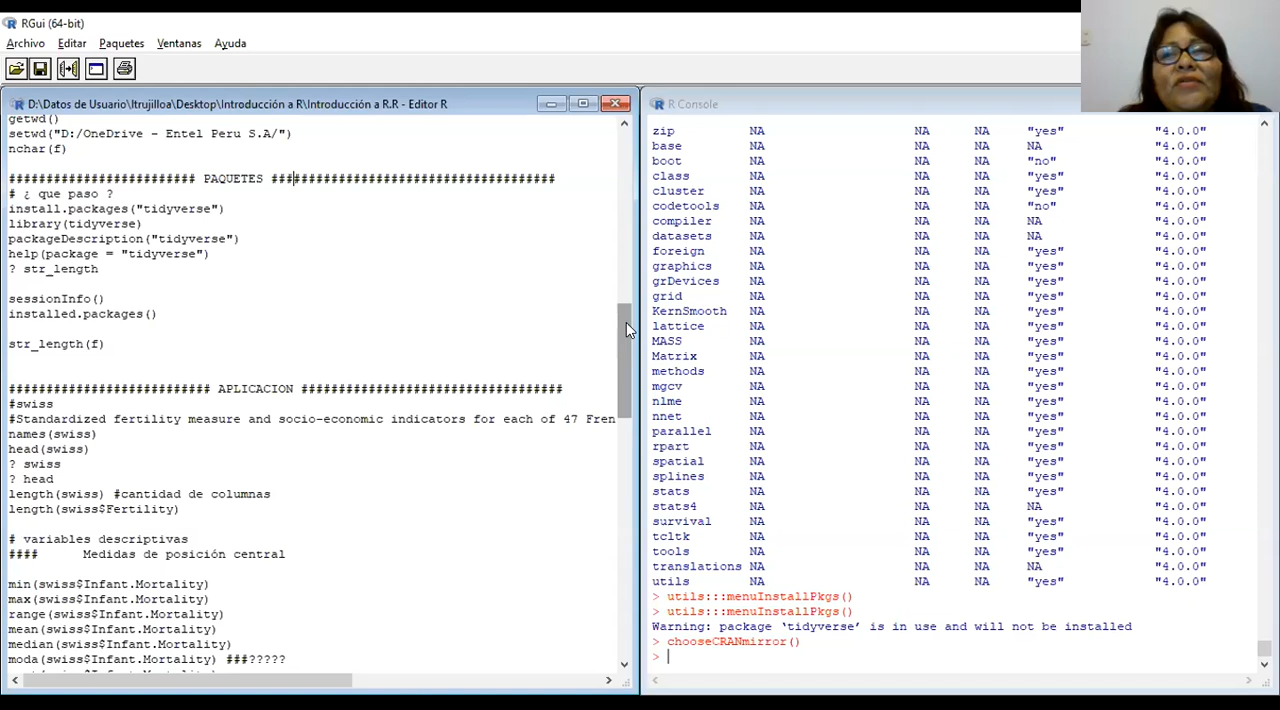 RGui (64-bit)
Archivo Editar Paquetes Ventanas Ayuda
D:\Datos de Usuario\ltrujilloa\Desktop\Introducción a R\Introducción a R.R - Editor R
getwd()
setwd("D:/OneDrive - Entel Peru S.A/")
nchar(f)
######################### PAQUETES ######################################
# ¿ que paso ?
install.packages("tidyverse")
library(tidyverse)
packageDescription("tidyverse")
help(package = "tidyverse")
? str_length
sessionInfo()
installed.packages()
str_length(f)
########################### APLICACION ###################################
#swiss
#Standardized fertility measure and socio-economic indicators for each of 47 Fren
names(swiss)
head(swiss)
? swiss
? head
length(swiss) #cantidad de columnas
length(swiss$Fertility)
# variables descriptivas
#### Medidas de posición central
min(swiss$Infant.Mortality)
max(swiss$Infant.Mortality)
range(swiss$Infant.Mortality)
mean(swiss$Infant.Mortality)
median(swiss$Infant.Mortality)
moda(swiss$Infant.Mortality) ###?????
R Console
zip NA NA NA "yes" "4.0.0"
base NA NA NA NA "4.0.0"
boot NA NA NA "no" "4.0.0"
class NA NA NA "yes" "4.0.0"
cluster NA NA NA "yes" "4.0.0"
codetools NA NA NA "no" "4.0.0"
compiler NA NA NA NA "4.0.0"
datasets NA NA NA NA "4.0.0"
foreign NA NA NA "yes" "4.0.0"
graphics NA NA NA "yes" "4.0.0"
grDevices NA NA NA "yes" "4.0.0"
grid NA NA NA "yes" "4.0.0"
KernSmooth NA NA NA "yes" "4.0.0"
lattice NA NA NA "yes" "4.0.0"
MASS NA NA NA "yes" "4.0.0"
Matrix NA NA NA "yes" "4.0.0"
methods NA NA NA "yes" "4.0.0"
mgcv NA NA NA "yes" "4.0.0"
nlme NA NA NA "yes" "4.0.0"
nnet NA NA NA "yes" "4.0.0"
parallel NA NA NA "yes" "4.0.0"
rpart NA NA NA "yes" "4.0.0"
spatial NA NA NA "yes" "4.0.0"
splines NA NA NA "yes" "4.0.0"
stats NA NA NA "yes" "4.0.0"
stats4 NA NA NA NA "4.0.0"
survival NA NA NA "yes" "4.0.0"
tcltk NA NA NA "yes" "4.0.0"
tools NA NA NA "yes" "4.0.0"
translations NA NA NA NA "4.0.0"
utils NA NA NA "yes" "4.0.0"
> utils:::menuInstallPkgs()
> utils:::menuInstallPkgs()
Warning: package ‘tidyverse’ is in use and will not be installed
> chooseCRANmirror()
>